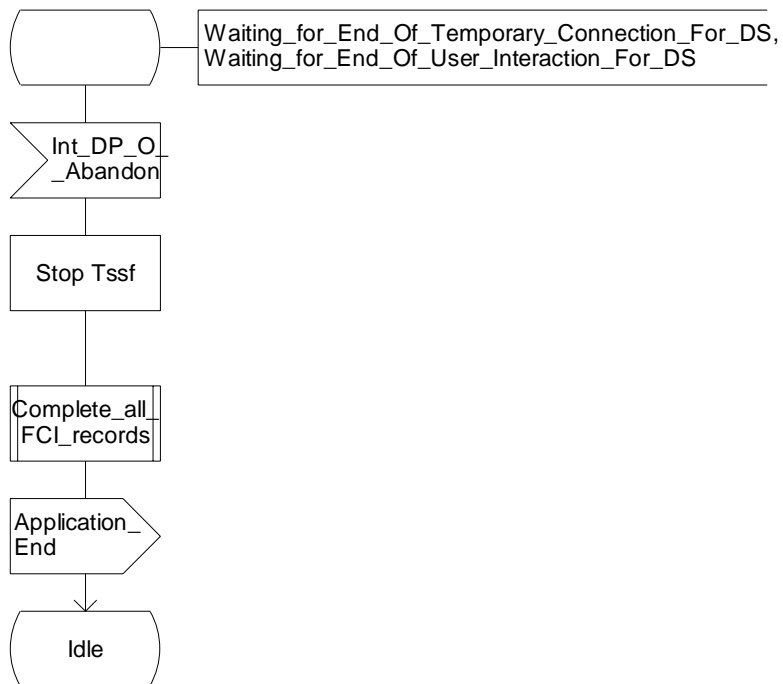 Waiting_for_End_Of_Temporary_Connection_For_DS,
Waiting_for_End_Of_User_Interaction_For_DS
Int_DP_O_
_Abandon
Stop Tssf
Complete_all_
FCI_records
Application_
End
Idle